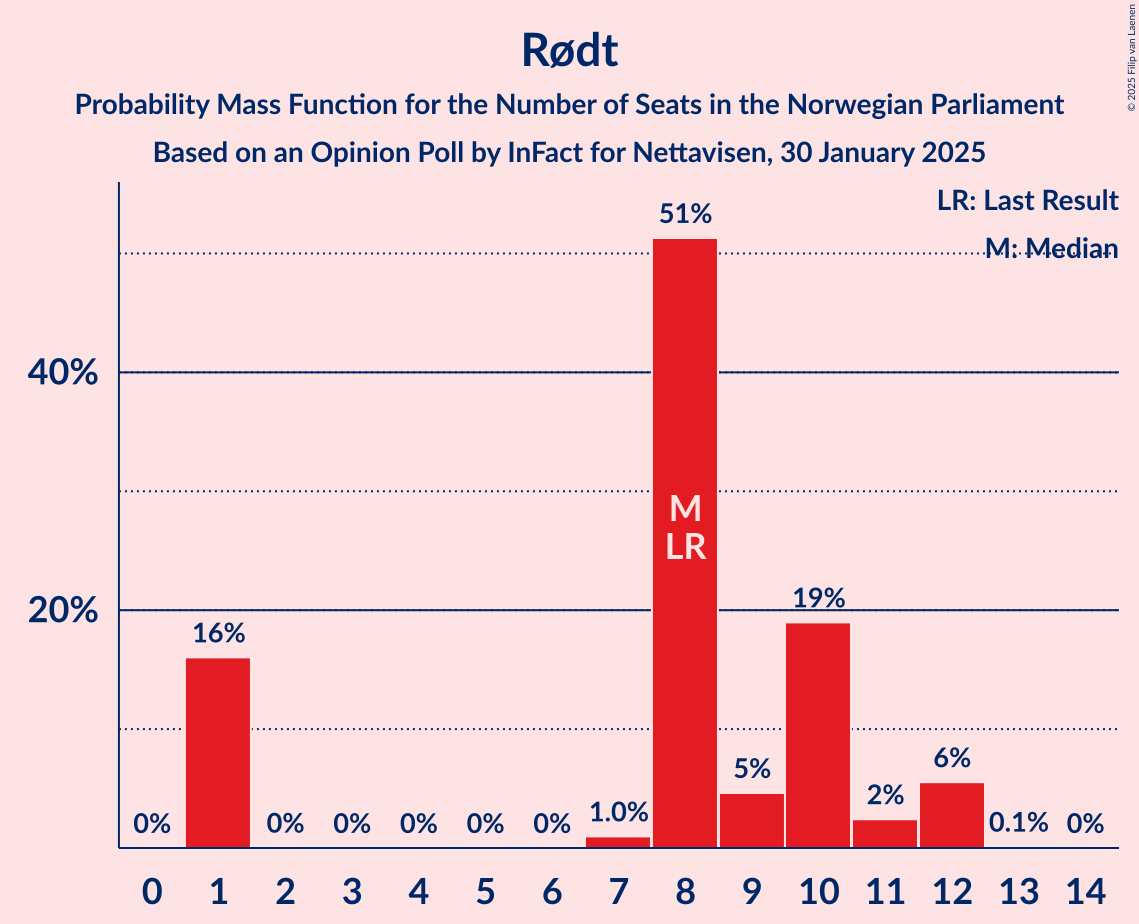 Rødt
Probability Mass Function for the Number of Seats in the Norwegian Parliament
Based on an Opinion Poll by InFact for Nettavisen, 30 January 2025
© 2025 Filip van Laenen
LR: Last Result
M: Median
51%
40%
M
LR
20%
19%
16%
6%
5%
2%
1.0%
0% 0% 0% 0% 0% 0% 0.1% 0%
0 1 2 3 4 5 6 7 8 9 10 11 12 13 14